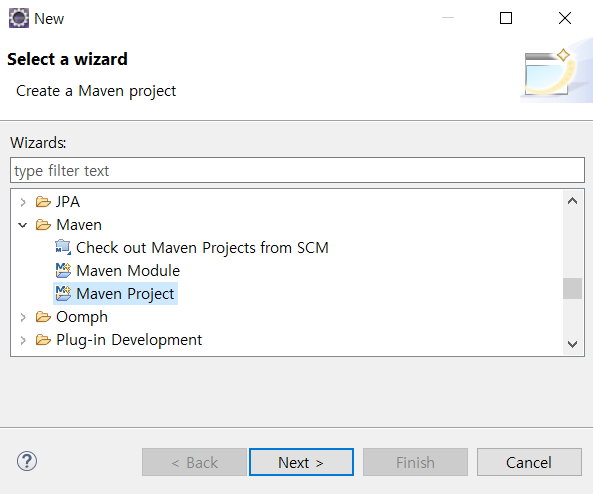 New
Select a wizard
Create a Maven project
Wizards:
type filter text
JPA
Maven
Check out Maven Projects from SCM
Maven Module
Maven Project
Oomph
Plug-in Development
?
< Back Next > Finish Cancel